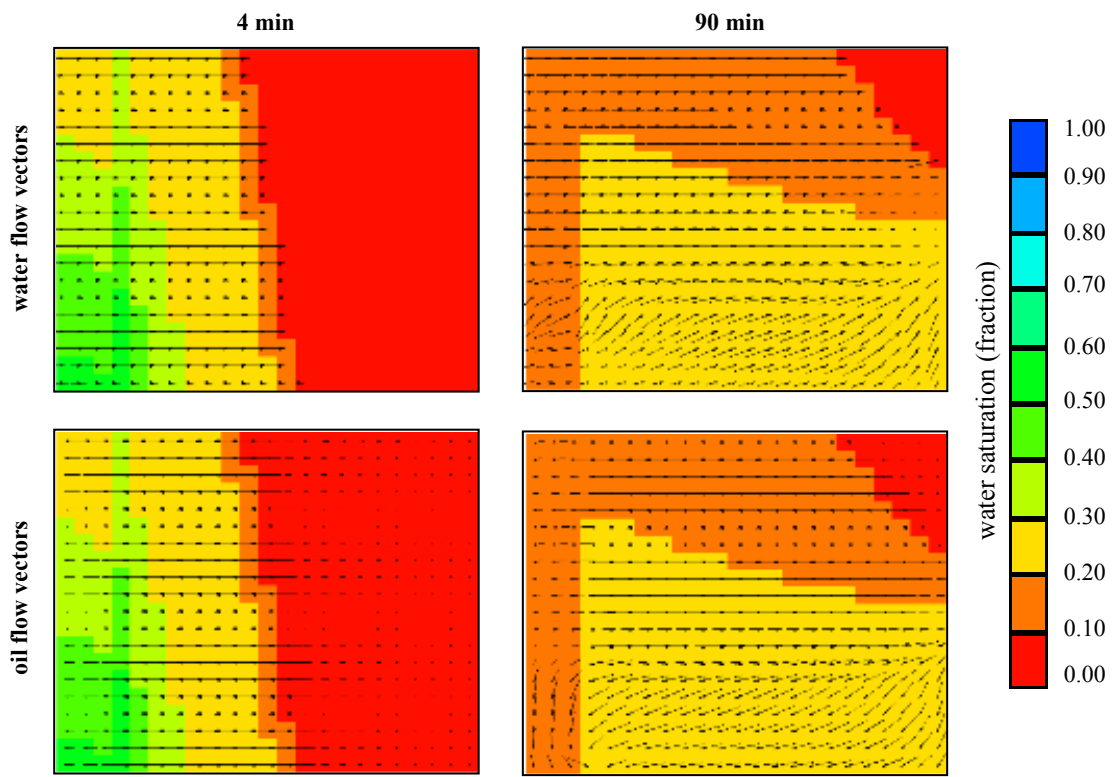 4 min
90 min
water flow vectors
oil flow vectors
water saturation (fraction)
1.00
0.90
0.80
0.70
0.60
0.50
0.40
0.30
0.20
0.10
0.00